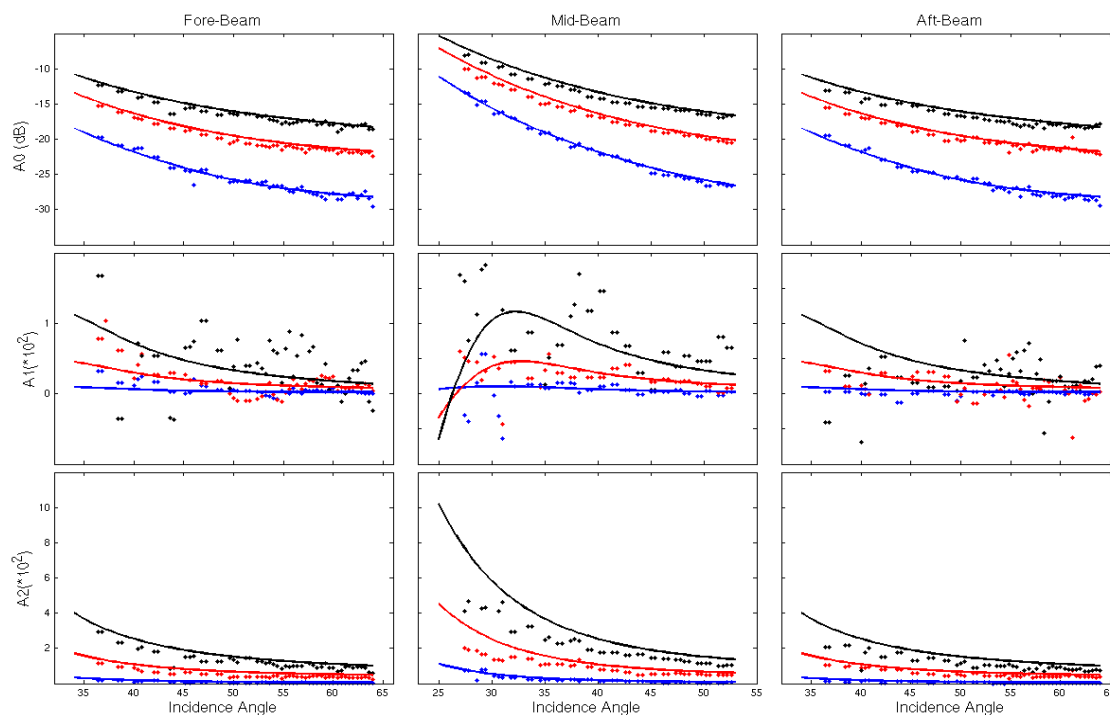 Fore-Beam Mid-Beam Aft-Beam
A0 (dB)
-10
-15
-20
-25
-30
A1(*10^2)
1
0
A2(*10^2)
10
8
6
4
2
35 40 45 50 55 60 65 25 30 35 40 45 50 55 35 40 45 50 55 60 6
Incidence Angle Incidence Angle Incidence Angle